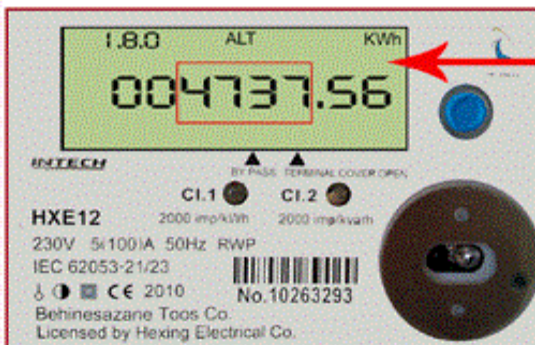 1.8.0 ALT KWh
004737.56
INTECH
BY PASS TERMINAL COVER OPEN
Cl.1 Cl.2
2000 imp/kWh 2000 imp/kvarh
HXE12
230V 5(100)A 50Hz RWP
IEC 62053-21/23
CE 2010
No.10263293
Behinesazane Toos Co.
Licensed by Hexing Electrical Co.